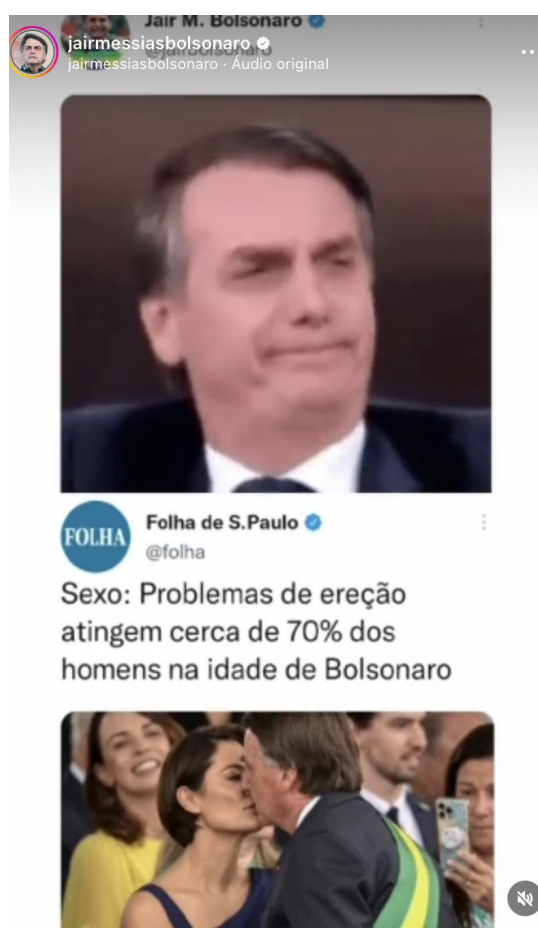 Jair M. Bolsonaro
@jairbolsonaro
jairmessiasbolsonaro
jairmessiasbolsonaro · Áudio original
FOLHA
Folha de S.Paulo
@folha
Sexo: Problemas de ereção
atingem cerca de 70% dos
homens na idade de Bolsonaro